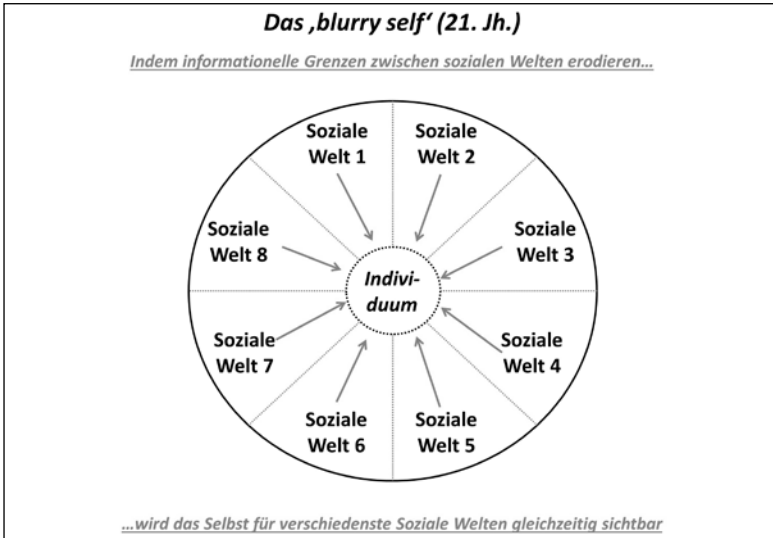 Das ‚blurry self‘ (21. Jh.)
Indem informationelle Grenzen zwischen sozialen Welten erodieren…
Soziale
Welt 1
Soziale
Welt 2
Soziale
Welt 3
Soziale
Welt 4
Soziale
Welt 5
Soziale
Welt 6
Soziale
Welt 7
Soziale
Welt 8
Indivi-
duum
…wird das Selbst für verschiedenste Soziale Welten gleichzeitig sichtbar